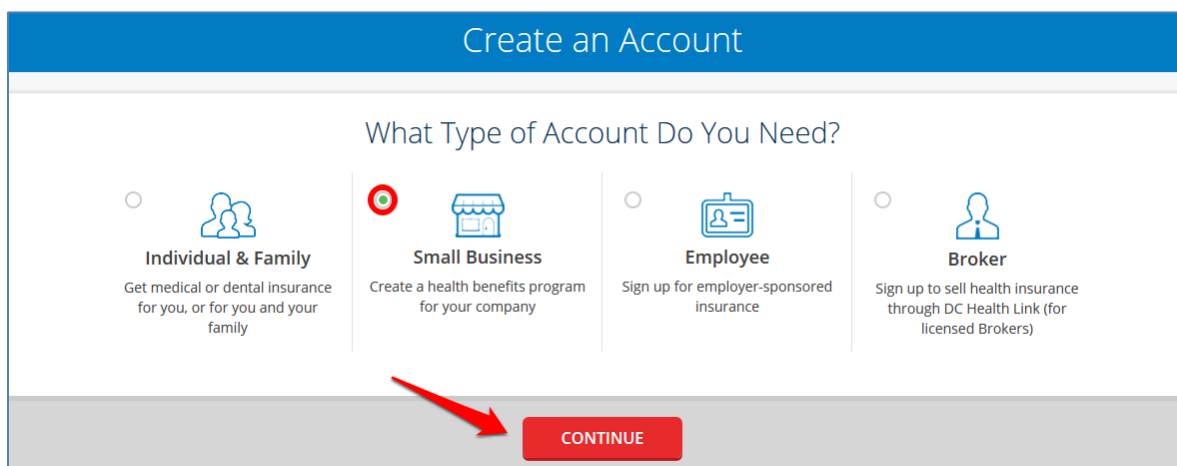 Create an Account
What Type of Account Do You Need?
Individual & Family
Get medical or dental insurance
for you, or for you and your
family
Small Business
Create a health benefits program
for your company
Employee
Sign up for employer-sponsored
insurance
Broker
Sign up to sell health insurance
through DC Health Link (for
licensed Brokers)
CONTINUE